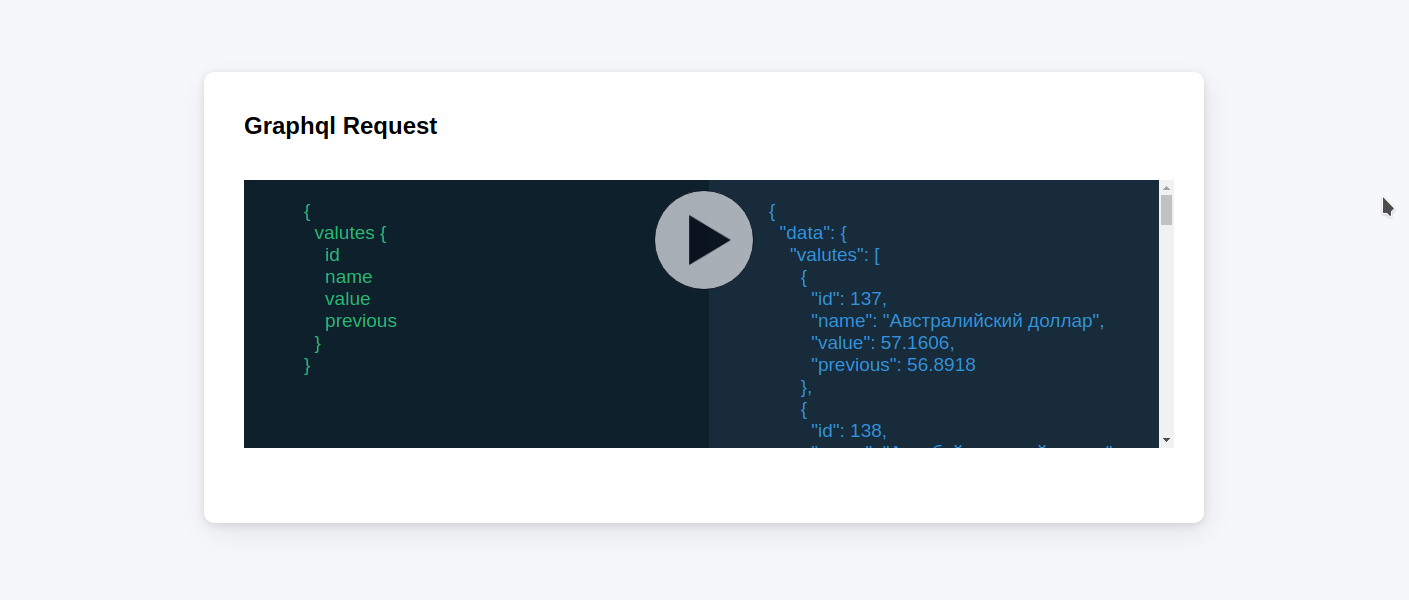 Graphql Request
{
valutes {
id
name
value
previous
}
}
{
"data": {
"valutes": [
{
"id": 137,
"name": "Австралийский доллар",
"value": 57.1606,
"previous": 56.8918
},
{
"id": 138,